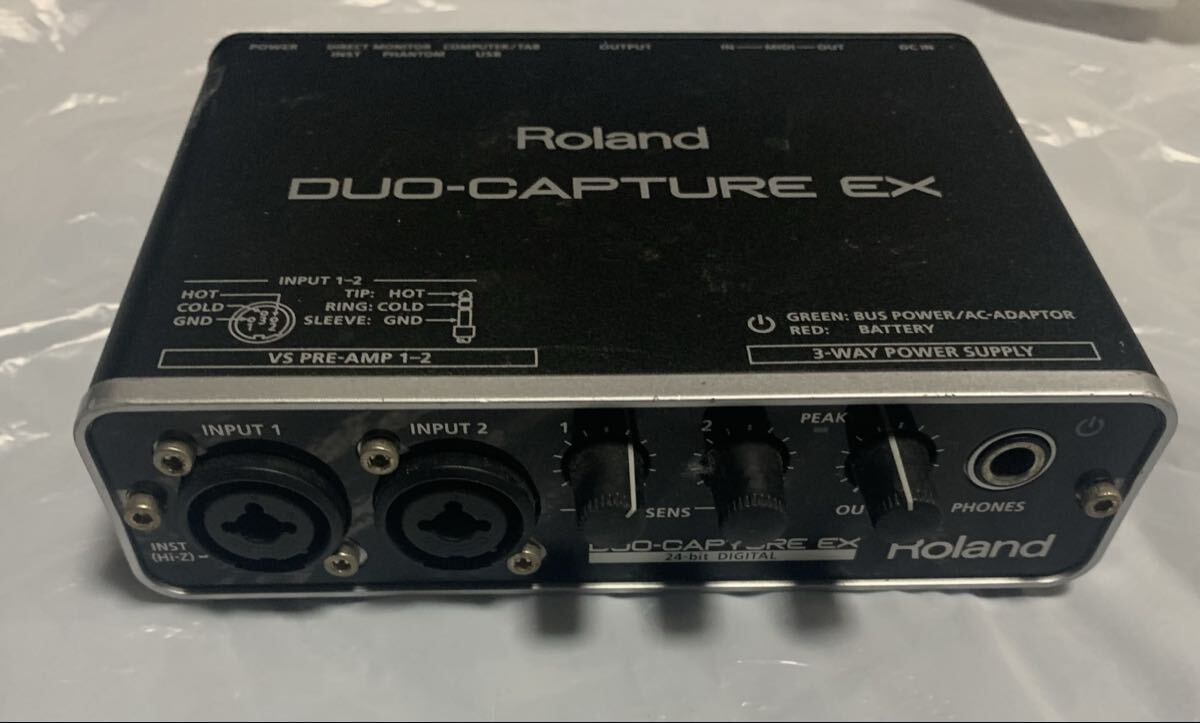 POWER DIRECT MONITOR COMPUTER/TAB OUTPUT IN MIDI OUT DC IN
INST PHANTOM USB
Roland
DUO-CAPTURE EX
INPUT 1-2
HOT TIP: HOT
COLD RING: COLD
GND SLEEVE: GND
VS PRE-AMP 1-2
GREEN: BUS POWER/AC-ADAPTOR
RED: BATTERY
3-WAY POWER SUPPLY
INPUT 1 INPUT 2 1 2 PEAK
SENS PHONES
INST
(Hi-Z)
DUO-CAPTURE EX
24-bit DIGITAL
Roland